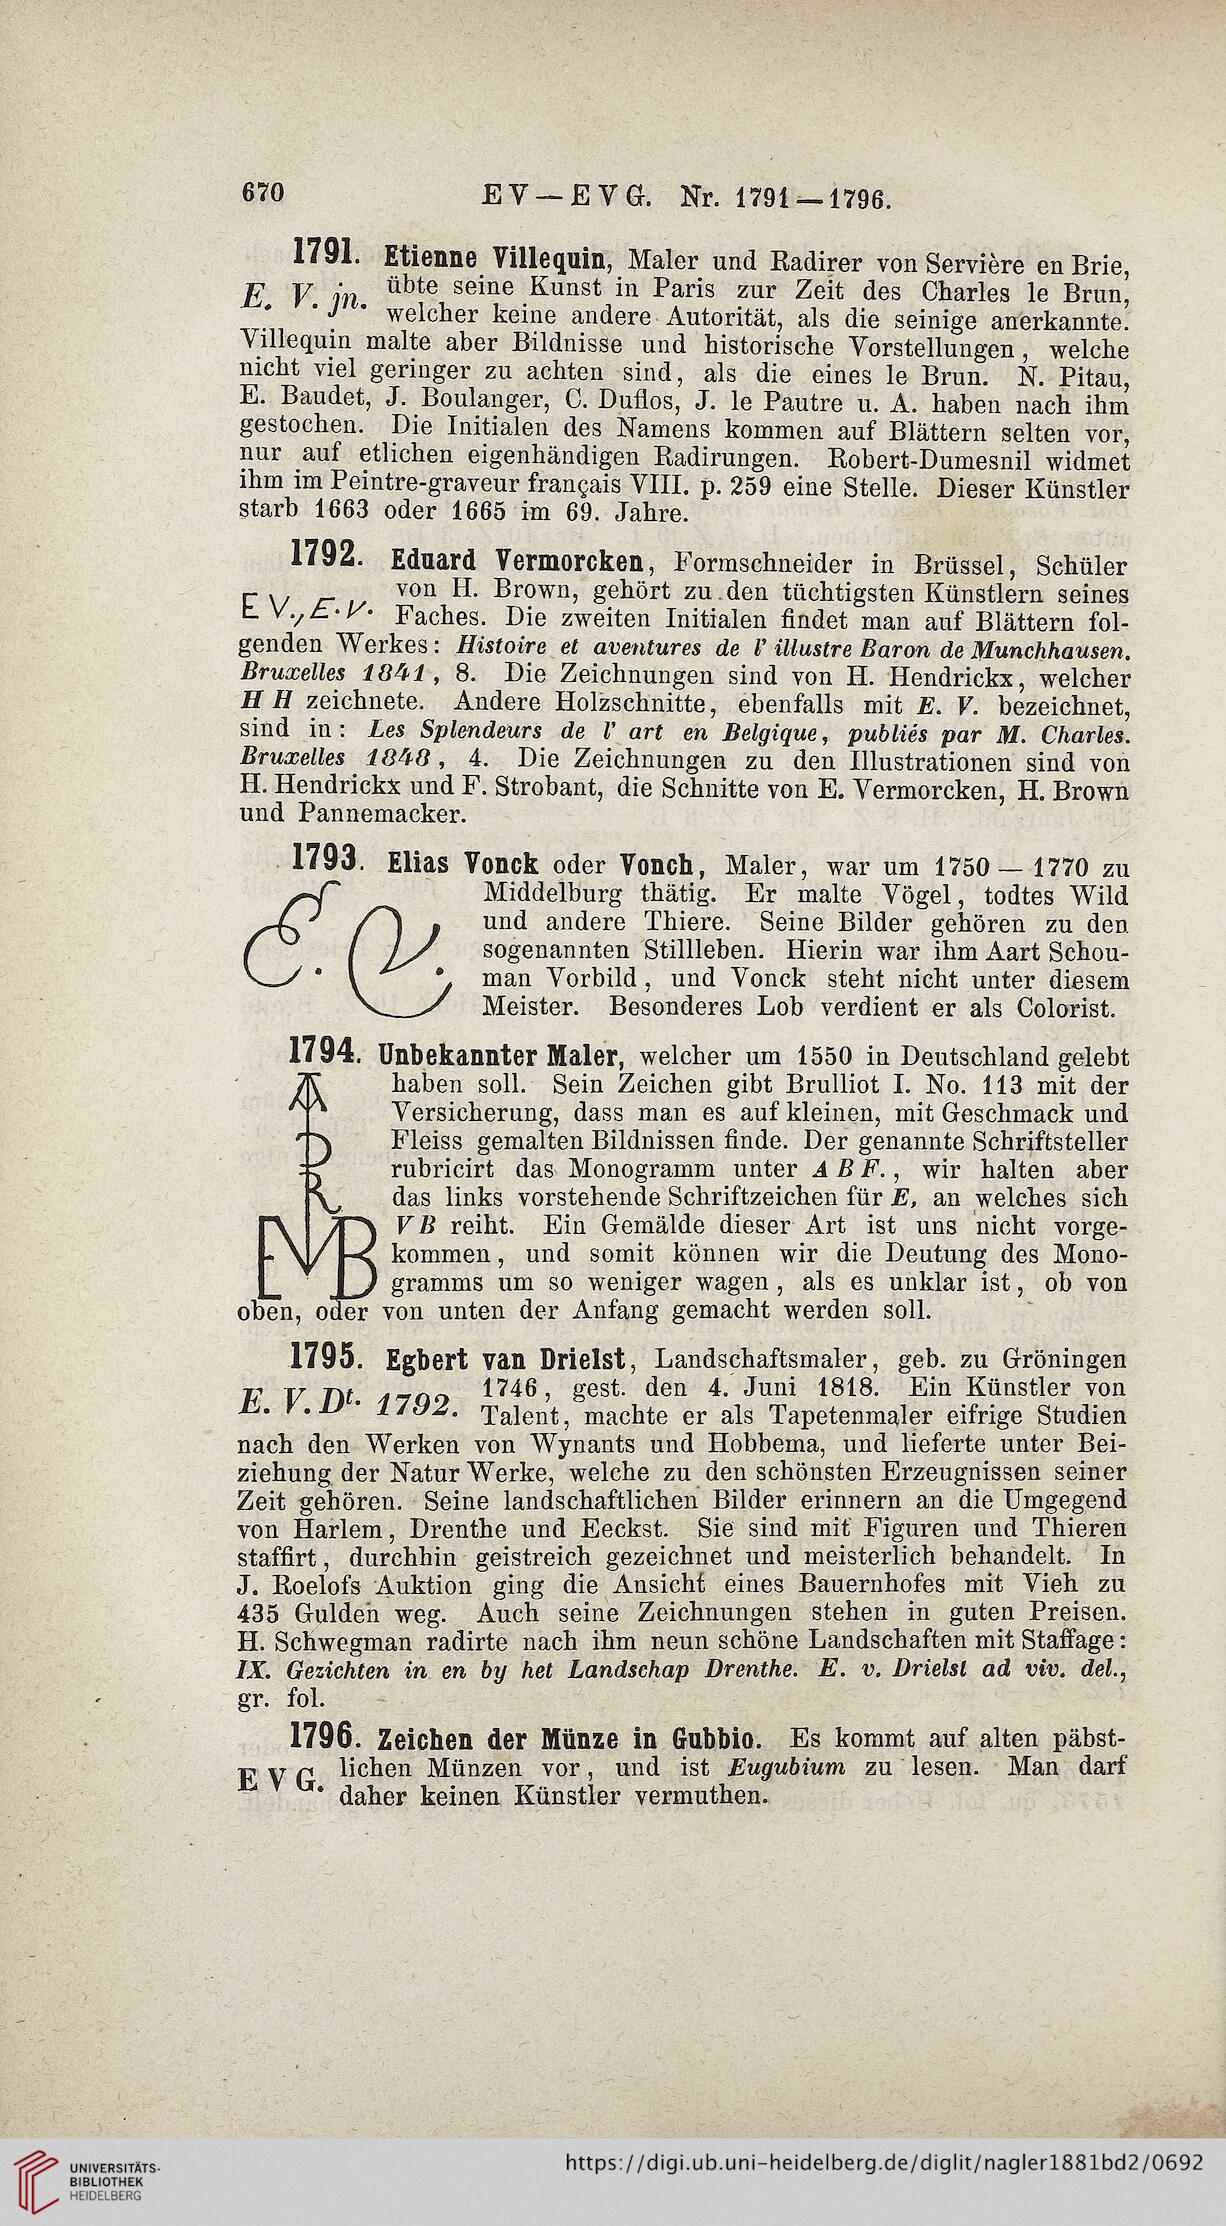 670 EV — EVG. Nr. 1791 — 1796.
1791. Etienne Villequin, Maler und Radirer von Servière en Brie,
E. V. jn. übte seine Kunst in Paris zur Zeit des Charles le Brun,
welcher keine andere Autorität, als die seinige anerkannte.
Villequin malte aber Bildnisse und historische Vorstellungen, welche
nicht viel geringer zu achten sind, als die eines le Brun. N. Pitau,
E. Baudet, J. Boulanger, C. Duflos, J. le Pautre u. A. haben nach ihm
gestochen. Die Initialen des Namens kommen auf Blättern selten vor,
nur auf etlichen eigenhändigen Radirungen. Robert-Dumesnil widmet
ihm im Peintre-graveur français VIII. p. 259 eine Stelle. Dieser Künstler
starb 1663 oder 1665 im 69. Jahre.
1792. Eduard Vermorcken, Formschneider in Brüssel, Schüler
von H. Brown, gehört zu den tüchtigsten Künstlern seines
E V., E. V. Faches. Die zweiten Initialen findet man auf Blättern fol-
genden Werkes: Histoire et aventures de l' illustre Baron de Munchhausen.
Bruxelles 1841, 8. Die Zeichnungen sind von H. Hendrickx, welcher
H H zeichnete. Andere Holzschnitte, ebenfalls mit E. V. bezeichnet,
sind in: Les Splendeurs de l' art en Belgique, publiés par M. Charles.
Bruxelles 1848, 4. Die Zeichnungen zu den Illustrationen sind von
H. Hendrickx und F. Strobant, die Schnitte von E. Vermorcken, H. Brown
und Pannemacker.
1793. Elias Vonck oder Vonch, Maler, war um 1750 — 1770 zu
Middelburg thätig. Er malte Vögel, todtes Wild
und andere Thiere. Seine Bilder gehören zu den
E. V. sogenannten Stillleben. Hierin war ihm Aart Schou-
man Vorbild, und Vonck steht nicht unter diesem
Meister. Besonderes Lob verdient er als Colorist.
1794. Unbekannter Maler, welcher um 1550 in Deutschland gelebt
haben soll. Sein Zeichen gibt Brulliot I. No. 113 mit der
Versicherung, dass man es auf kleinen, mit Geschmack und
Fleiss gemalten Bildnissen finde. Der genannte Schriftsteller
rubricirt das Monogramm unter A B F., wir halten aber
das links vorstehende Schriftzeichen für E, an welches sich
V B reiht. Ein Gemälde dieser Art ist uns nicht vorge-
kommen, und somit können wir die Deutung des Mono-
gramms um so weniger wagen, als es unklar ist, ob von
oben, oder von unten der Anfang gemacht werden soll.
1795. Egbert van Drielst, Landschaftsmaler, geb. zu Gröningen
E. V. Dt. 1792. 1746, gest. den 4. Juni 1818. Ein Künstler von
Talent, machte er als Tapetenmaler eifrige Studien
nach den Werken von Wynants und Hobbema, und lieferte unter Bei-
ziehung der Natur Werke, welche zu den schönsten Erzeugnissen seiner
Zeit gehören. Seine landschaftlichen Bilder erinnern an die Umgegend
von Harlem, Drenthe und Eeckst. Sie sind mit Figuren und Thieren
staffirt, durchhin geistreich gezeichnet und meisterlich behandelt. In
J. Roelofs Auktion ging die Ansicht eines Bauernhofes mit Vieh zu
435 Gulden weg. Auch seine Zeichnungen stehen in guten Preisen.
H. Schwegman radirte nach ihm neun schöne Landschaften mit Staffage:
IX. Gezichten in en by het Landschap Drenthe. E. v. Drielst ad viv. del.,
gr. fol.
1796. Zeichen der Münze in Gubbio. Es kommt auf alten päbst-
E V G. lichen Münzen vor, und ist Eugubium zu lesen. Man darf
daher keinen Künstler vermuthen.
UNIVERSITÄTS-
BIBLIOTHEK
HEIDELBERG
https://digi.ub.uni-heidelberg.de/diglit/nagler1881bd2/0692